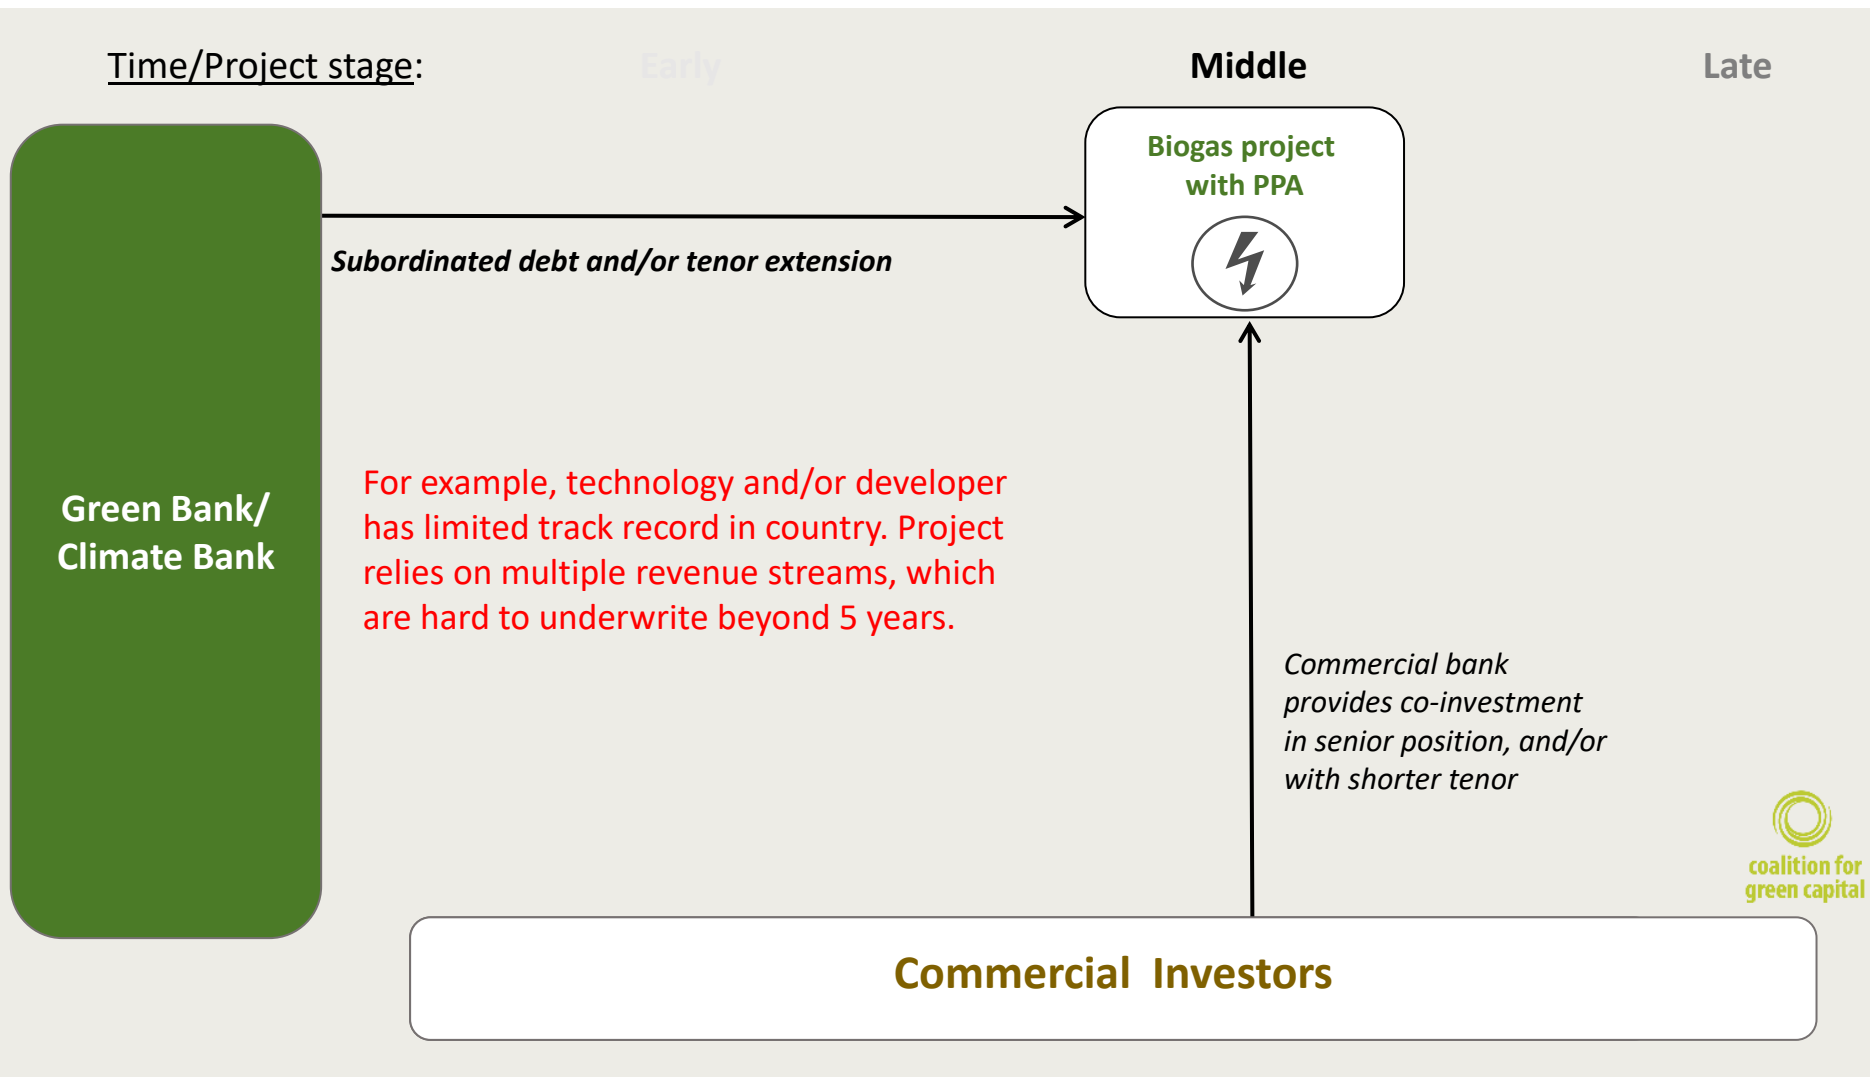 Time/Project stage:
Early
Middle
Late
Biogas project
with PPA
Subordinated debt and/or tenor extension
Green Bank/
Climate Bank
For example, technology and/or developer
has limited track record in country. Project
relies on multiple revenue streams, which
are hard to underwrite beyond 5 years.
Commercial bank
provides co-investment
in senior position, and/or
with shorter tenor
coalition for
green capital
Commercial  Investors